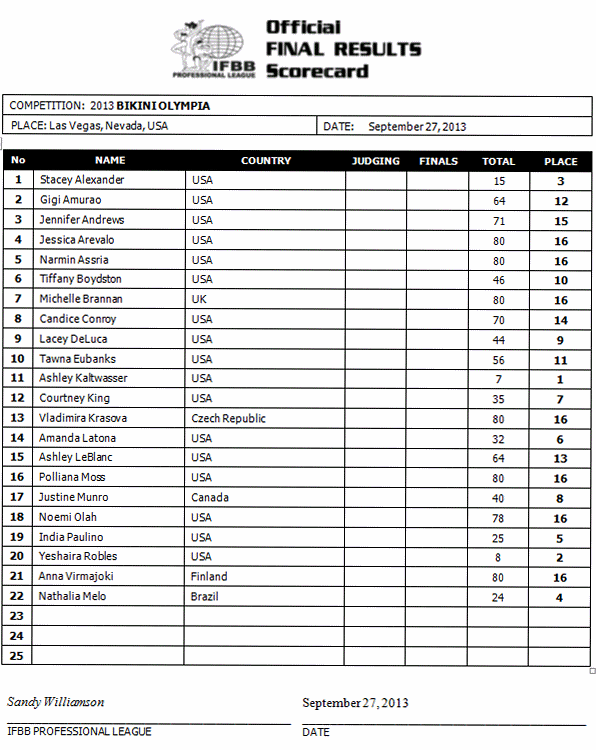 Official
FINAL RESULTS
Scorecard
IFBB
PROFESSIONAL LEAGUE
COMPETITION: 2013 BIKINI OLYMPIA
PLACE: Las Vegas, Nevada, USA DATE: September 27, 2013
No NAME COUNTRY JUDGING FINALS TOTAL PLACE
1 Stacey Alexander USA 15 3
2 Gigi Amurao USA 64 12
3 Jennifer Andrews USA 71 15
4 Jessica Arevalo USA 80 16
5 Narmin Assria USA 80 16
6 Tiffany Boydston USA 46 10
7 Michelle Brannan UK 80 16
8 Candice Conroy USA 70 14
9 Lacey DeLuca USA 44 9
10 Tawna Eubanks USA 56 11
11 Ashley Kaltwasser USA 7 1
12 Courtney King USA 35 7
13 Vladimira Krasova Czech Republic 80 16
14 Amanda Latona USA 32 6
15 Ashley LeBlanc USA 64 13
16 Polliana Moss USA 80 16
17 Justine Munro Canada 40 8
18 Noemi Olah USA 78 16
19 India Paulino USA 25 5
20 Yeshaira Robles USA 8 2
21 Anna Virmajoki Finland 80 16
22 Nathalia Melo Brazil 24 4
23
24
25
Sandy Williamson September 27, 2013
IFBB PROFESSIONAL LEAGUE DATE